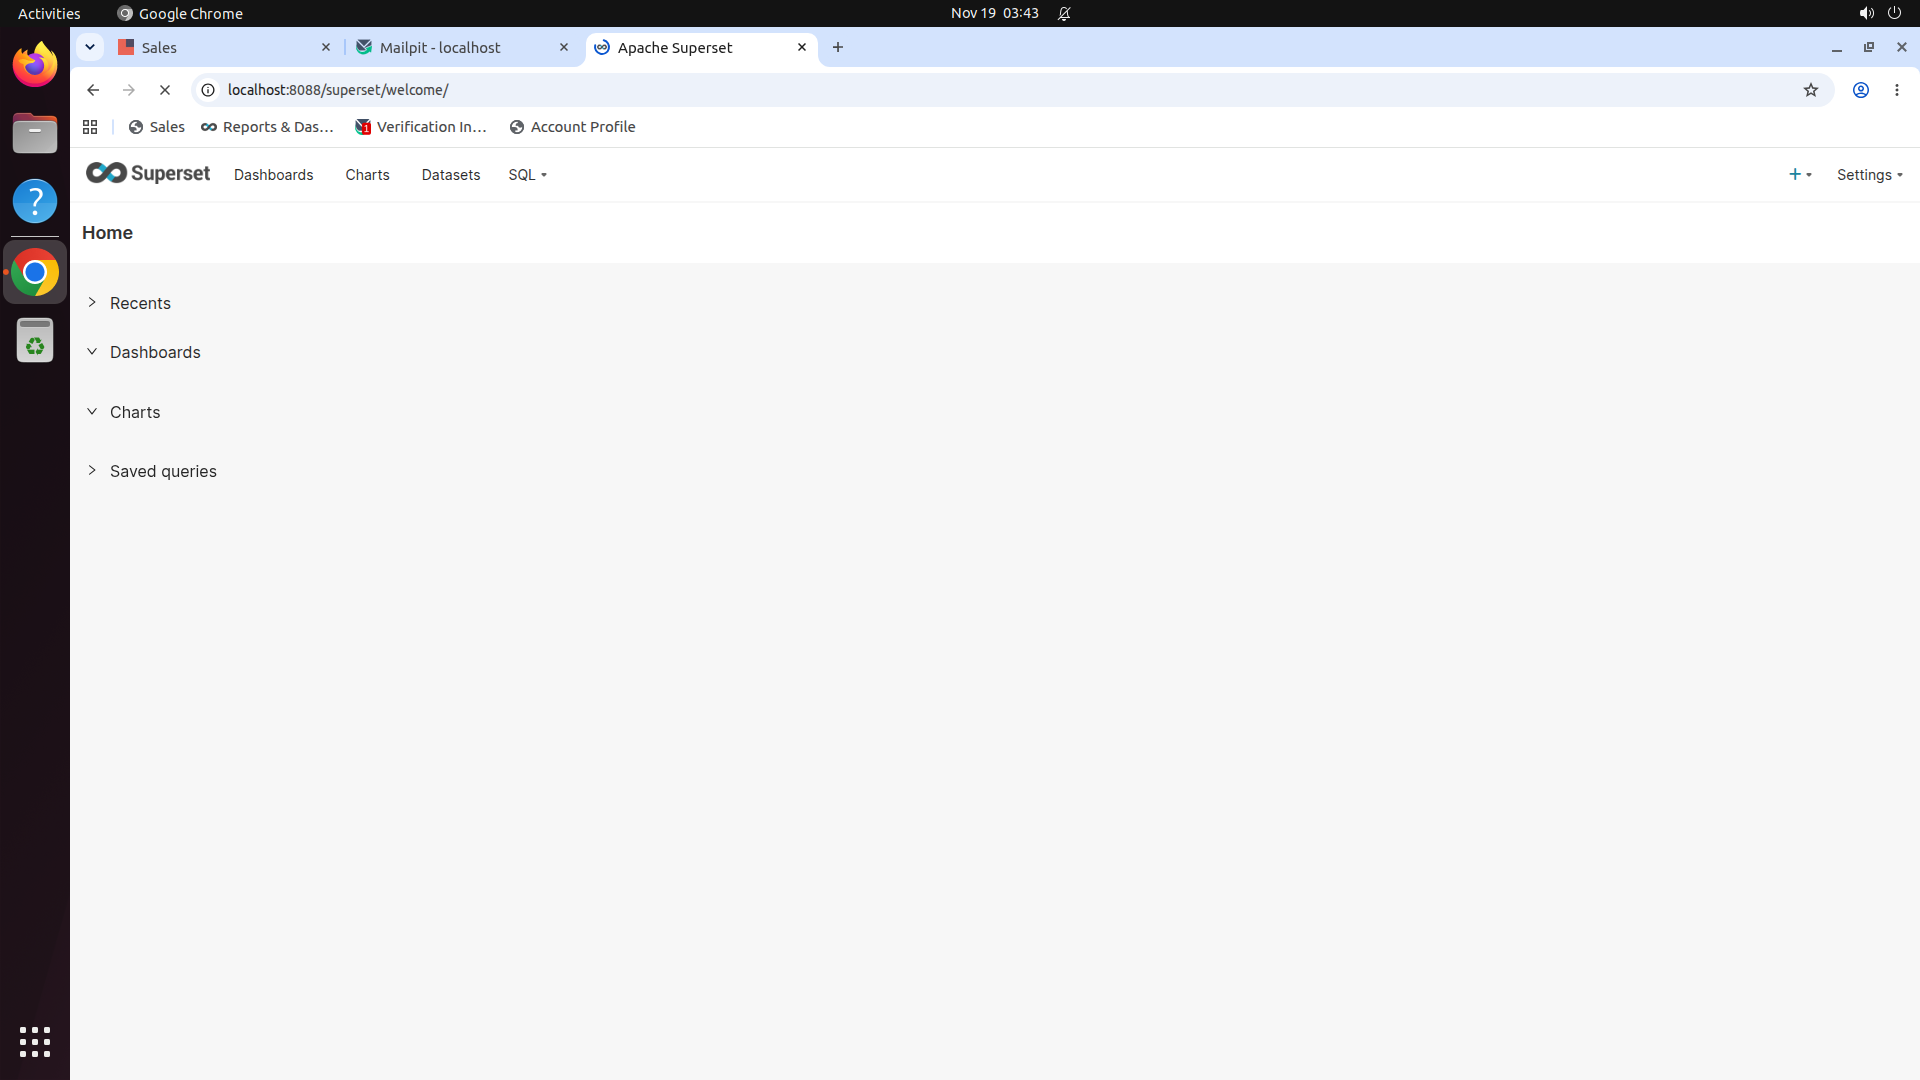 Activities
Google Chrome
Nov 19 03:43
Sales
Mailpit - localhost
Apache Superset
localhost:8088/superset/welcome/
Sales
Reports & Das...
1
Verification In...
Account Profile
Superset
Dashboards
Charts
Datasets
SQL
Settings
Home
Recents
Dashboards
Charts
Saved queries